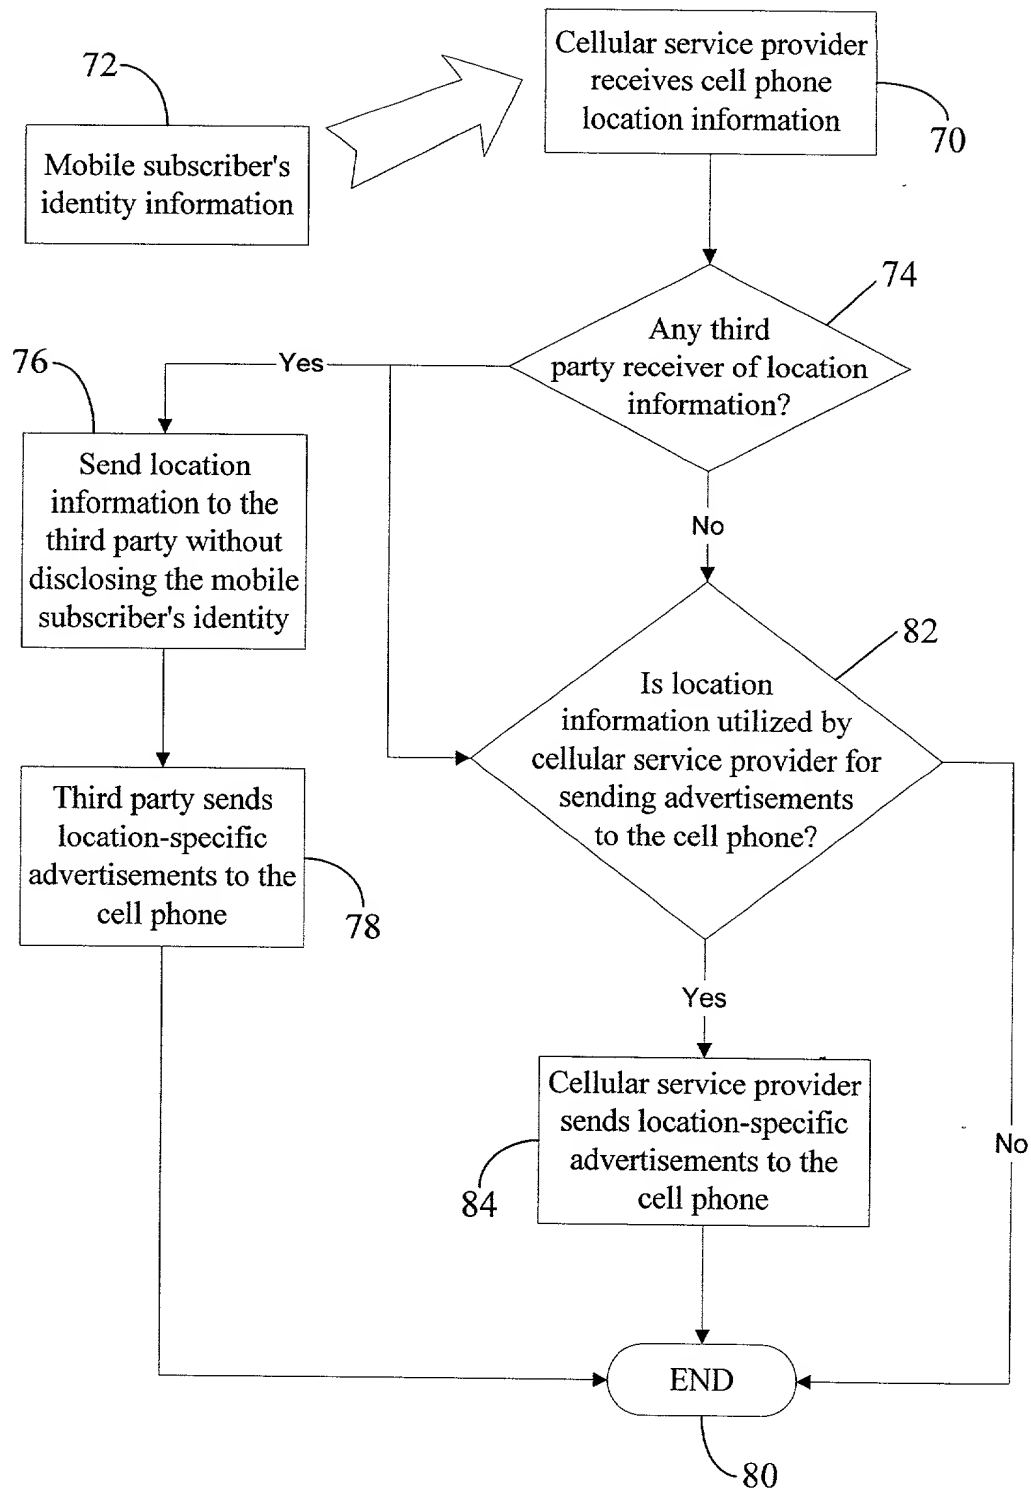 72
Mobile subscriber's
identity information
Cellular service provider
receives cell phone
location information
70
74
Any third
party receiver of location
information?
Yes
76
Send location
information to the
third party without
disclosing the mobile
subscriber's identity
No
82
Is location
information utilized by
cellular service provider for
sending advertisements
to the cell phone?
Third party sends
location-specific
advertisements to the
cell phone
78
Yes
Cellular service provider
sends location-specific
advertisements to the
cell phone
84
No
END
80